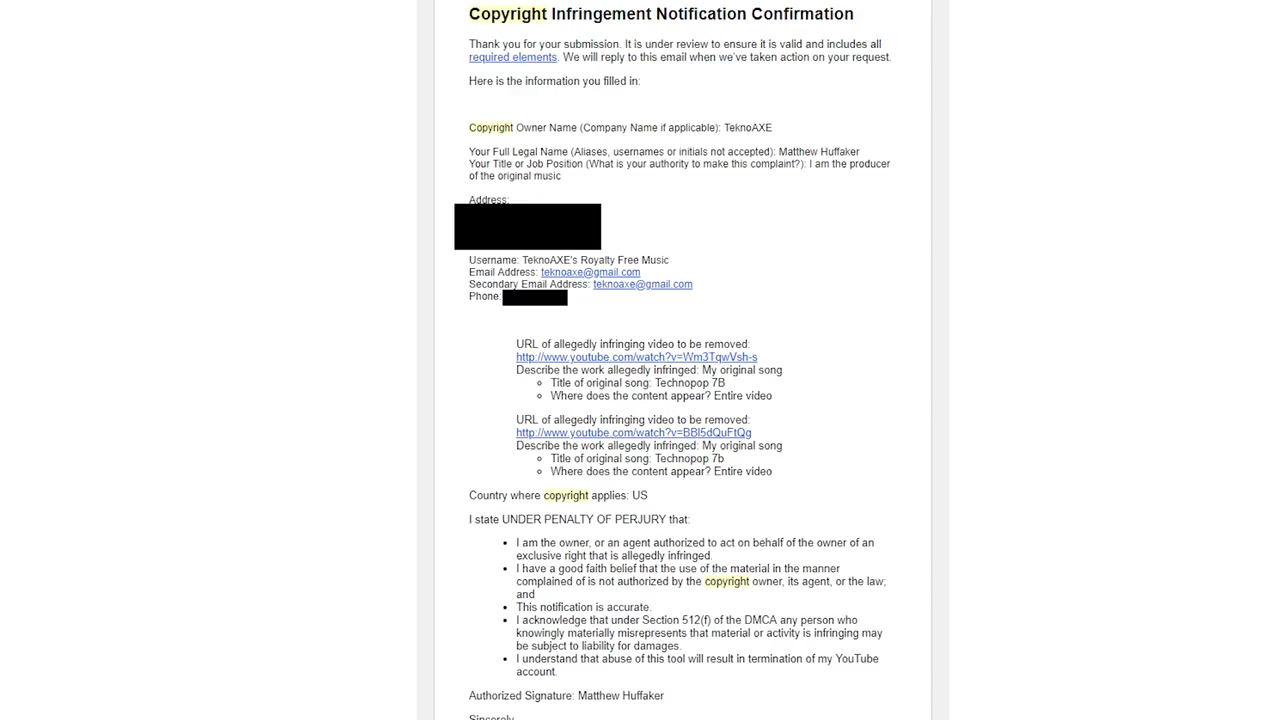 Copyright Infringement Notification Confirmation
Thank you for your submission. It is under review to ensure it is valid and includes all
required elements. We will reply to this email when we've taken action on your request.
Here is the information you filled in:
Copyright Owner Name (Company Name if applicable): TeknoAXE
Your Full Legal Name (Aliases, usernames or initials not accepted): Matthew Huffaker
Your Title or Job Position (What is your authority to make this complaint?): I am the producer
of the original music
Address:
Username: TeknoAXE's Royalty Free Music
Email Address: teknoaxe@gmail.com
Secondary Email Address: teknoaxe@gmail.com
Phone:
URL of allegedly infringing video to be removed:
http://www.youtube.com/watch?v=Wm3TqwVsh-s
Describe the work allegedly infringed: My original song
Title of original song: Technopop 7B
Where does the content appear? Entire video
URL of allegedly infringing video to be removed:
http://www.youtube.com/watch?v=BBl5dQuFtQg
Describe the work allegedly infringed: My original song
Title of original song: Technopop 7b
Where does the content appear? Entire video
Country where copyright applies: US
I state UNDER PENALTY OF PERJURY that:
I am the owner, or an agent authorized to act on behalf of the owner of an
exclusive right that is allegedly infringed.
I have a good faith belief that the use of the material in the manner
complained of is not authorized by the copyright owner, its agent, or the law;
and
This notification is accurate.
I acknowledge that under Section 512(f) of the DMCA any person who
knowingly materially misrepresents that material or activity is infringing may
be subject to liability for damages.
I understand that abuse of this tool will result in termination of my YouTube
account.
Authorized Signature: Matthew Huffaker
Sincerely